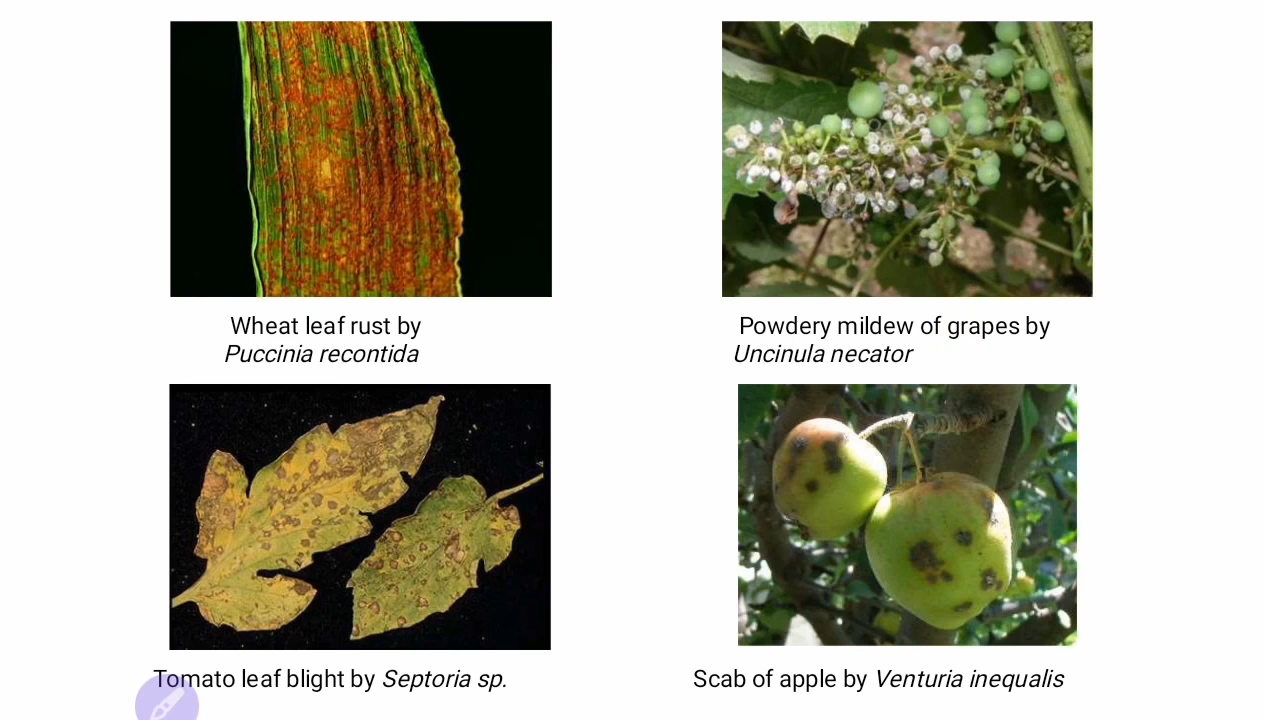 Wheat leaf rust by
Puccinia recontida
Powdery mildew of grapes by
Uncinula necator
Tomato leaf blight by Septoria sp.
Scab of apple by Venturia inequalis